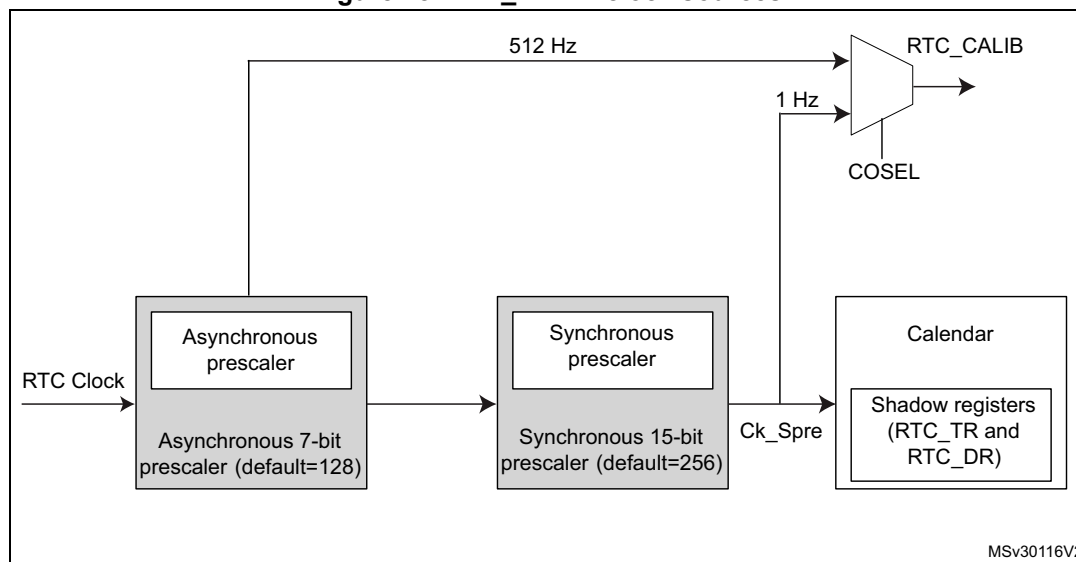 512 Hz
RTC_CALIB
1 Hz
COSEL
Asynchronous
prescaler
Synchronous
prescaler
Calendar
RTC Clock
Shadow registers
(RTC_TR and
RTC_DR)
Ck_Spre
Asynchronous 7-bit
prescaler (default=128)
Synchronous 15-bit
prescaler (default=256)
MSv30116V2